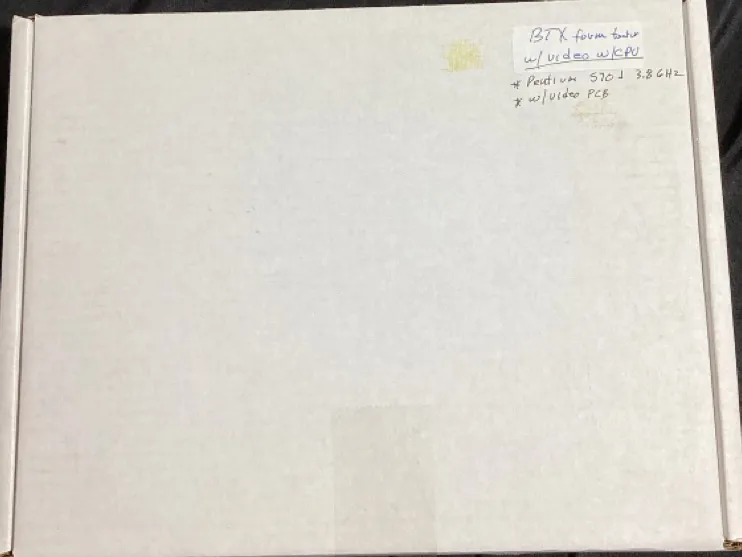 BTX form factor
w/video w/CPU
* Pentium 570J 3.8GHz
* w/video PCB